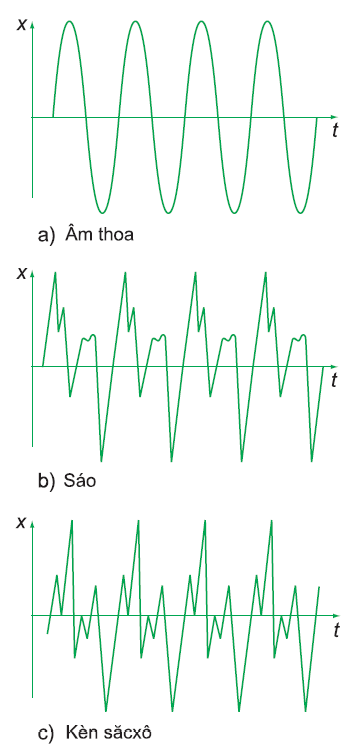 x
t
a) Âm thoa
x
t
b) Sáo
x
t
c) Kèn săcxô